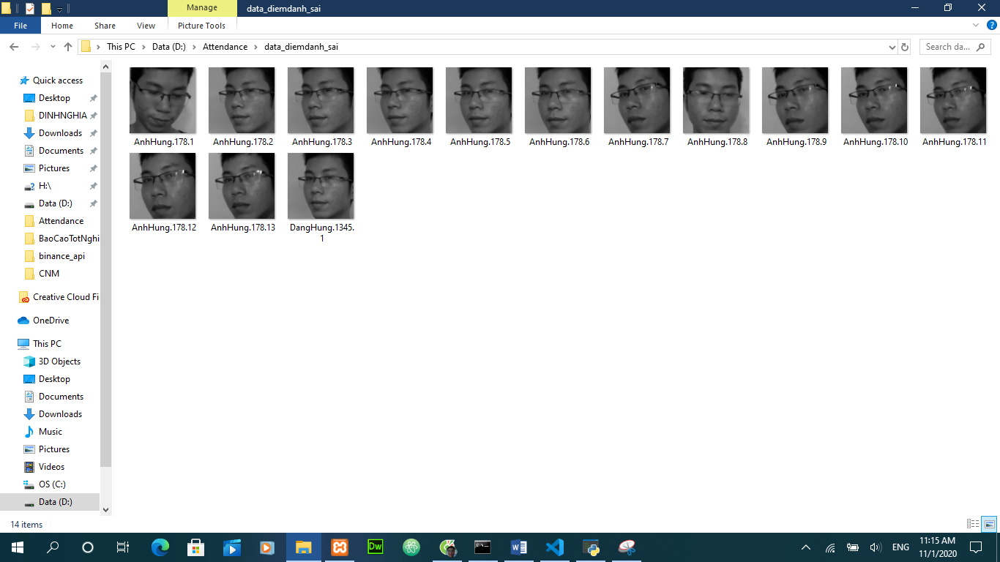 Manage
data_diemdanh_sai
File
Home
Share
View
Picture Tools
This PC
Data (D:)
Attendance
data_diemdanh_sai
Search da...
Quick access
Desktop
DINHNGHIA
Downloads
Documents
Pictures
H:\
Data (D:)
Attendance
BaoCaoTotNghi
binance_api
CNM
Creative Cloud Fi
OneDrive
This PC
3D Objects
Desktop
Documents
Downloads
Music
Pictures
Videos
OS (C:)
Data (D:)
AnhHung.178.1
AnhHung.178.2
AnhHung.178.3
AnhHung.178.4
AnhHung.178.5
AnhHung.178.6
AnhHung.178.7
AnhHung.178.8
AnhHung.178.9
AnhHung.178.10
AnhHung.178.11
AnhHung.178.12
AnhHung.178.13
DangHung.1345.
1
14 items
Dw
ENG
11:15 AM
11/1/2020